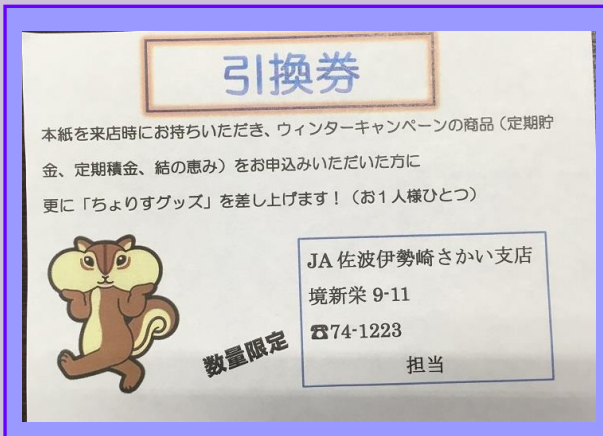 引換券
本紙を来店時にお持ちいただき、ウィンターキャンペーンの商品（定期貯
金、定期積金、結の恵み）をお申込みいただいた方に
更に「ちょりすグッズ」を差し上げます！（お１人様ひとつ）
数量限定
JA 佐波伊勢崎さかい支店
境新栄 9-11
☎74-1223
担当